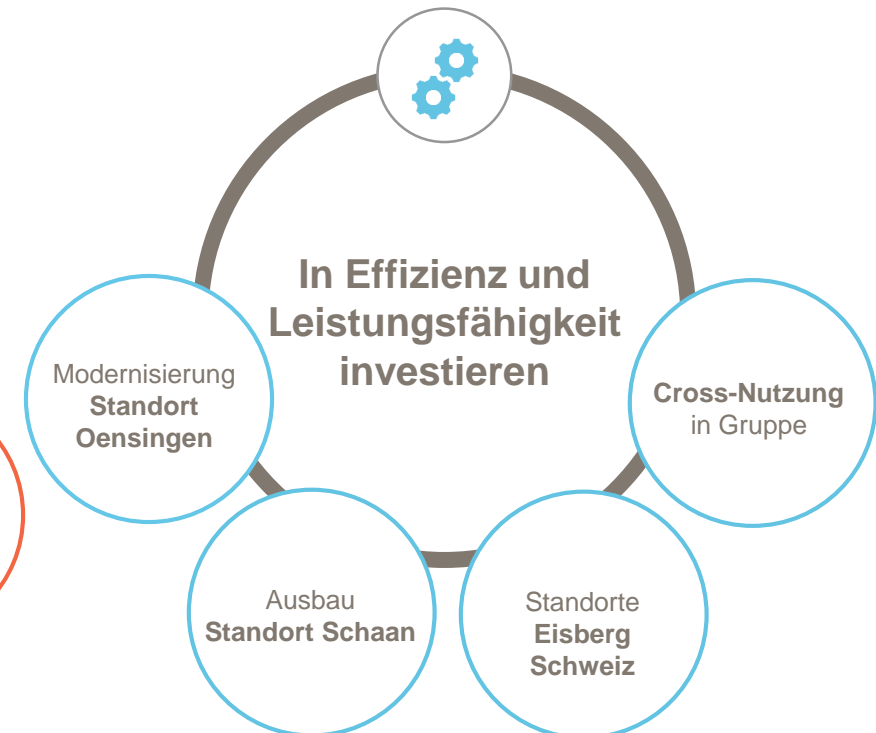 In Effizienz und
Leistungsfähigkeit
investieren
Modernisierung
Standort
Oensingen
Cross-Nutzung
in Gruppe
Ausbau
Standort Schaan
Standorte
Eisberg
Schweiz